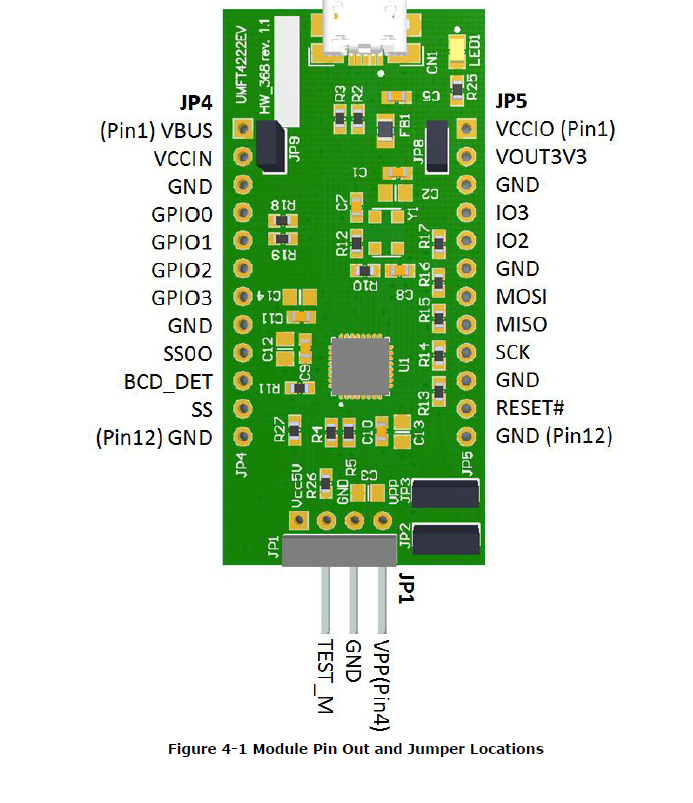 UMFT4222EV
HW_368 rev. 1.1
CN1
LED1
R25
C5
R3
R2
FB1
JP4
(Pin1) VBUS
VCCIN
GND
GPIO0
GPIO1
GPIO2
GPIO3
GND
SS0O
BCD_DET
SS
(Pin12) GND
JP5
VCCIO (Pin1)
VOUT3V3
GND
IO3
IO2
GND
MOSI
MISO
SCK
GND
RESET#
GND (Pin12)
JP9
JP8
C1
C2
C7
Y1
R18
R19
R12
R17
R10
C8
R16
C14
C11
R15
C12
C9
U1
R14
R11
R13
R27
R4
R5
C10
C13
JP4
JP5
Vcc5V
R26
GND
C3
VPP
JP3
JP2
JP1
JP1
TEST_M
GND
VPP(Pin4)
Figure 4-1 Module Pin Out and Jumper Locations